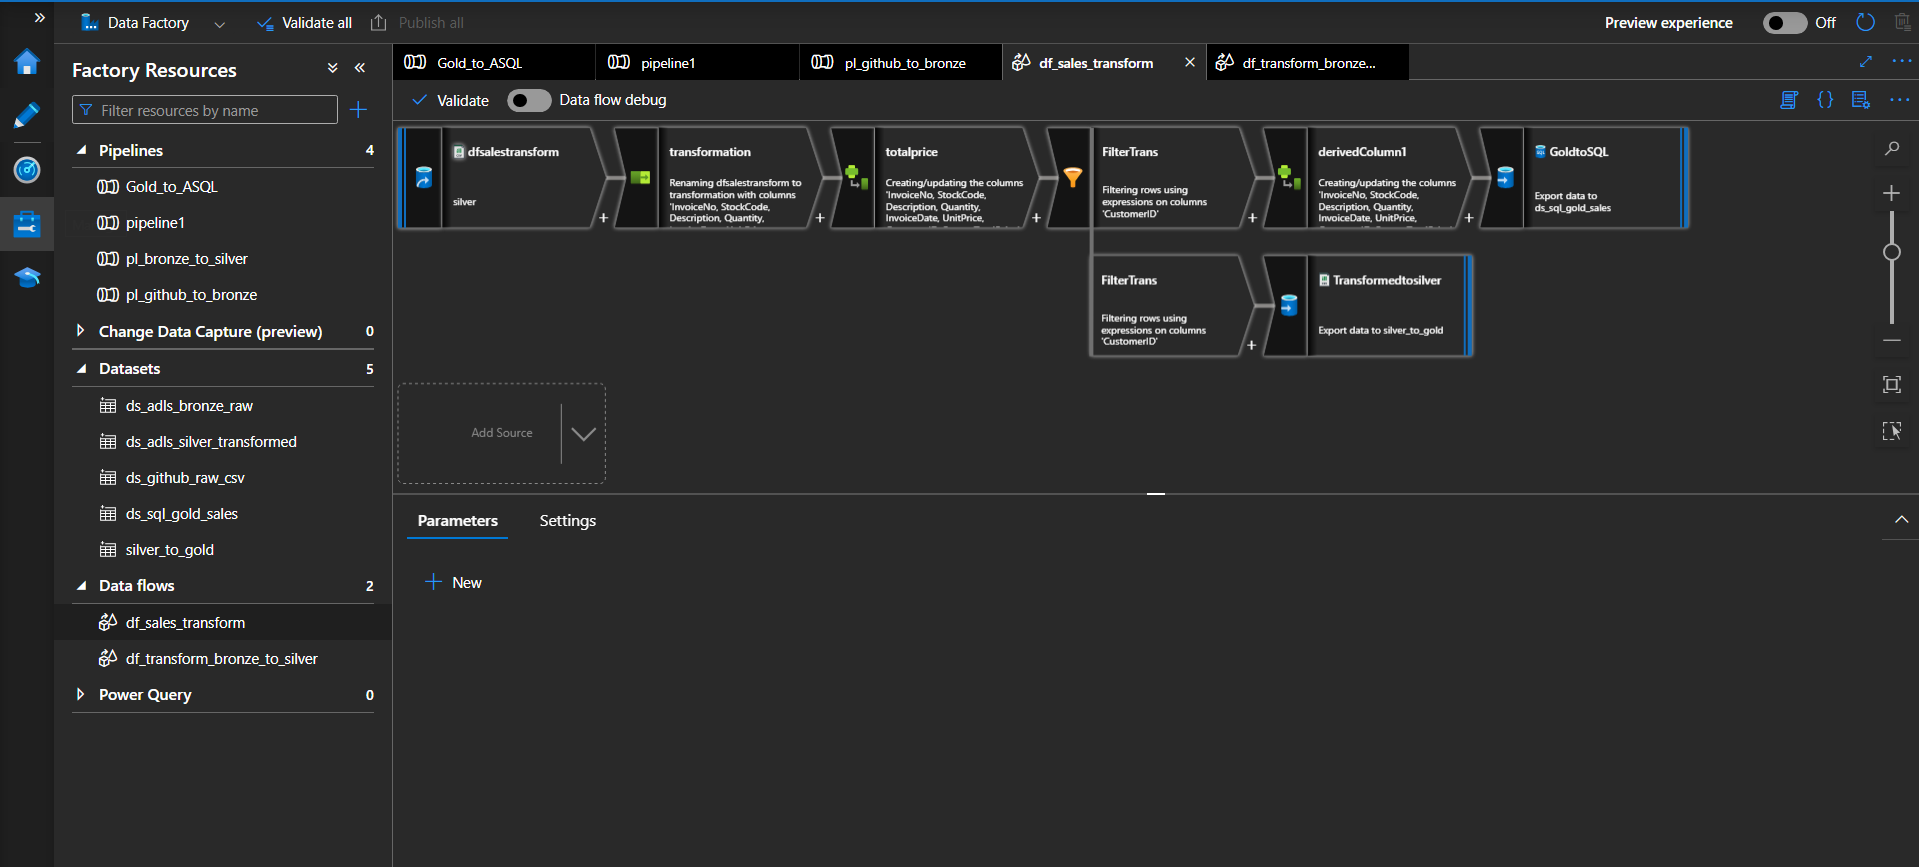 Data Factory
Validate all
Publish all
Preview experience
Off
Factory Resources
Filter resources by name
Pipelines 4
Gold_to_ASQL
pipeline1
pl_bronze_to_silver
pl_github_to_bronze
Change Data Capture (preview) 0
Datasets 5
ds_adls_bronze_raw
ds_adls_silver_transformed
ds_github_raw_csv
ds_sql_gold_sales
silver_to_gold
Data flows 2
df_sales_transform
df_transform_bronze_to_silver
Power Query 0
Gold_to_ASQL
pipeline1
pl_github_to_bronze
df_sales_transform
df_transform_bronze...
Validate
Data flow debug
dfsalestransform
silver
+
transformation
Renaming dfsalestransform to
transformation with columns
'InvoiceNo, StockCode,
Description, Quantity,
+
totalprice
Creating/updating the columns
'InvoiceNo, StockCode,
Description, Quantity,
InvoiceDate, UnitPrice,
+
FilterTrans
Filtering rows using
expressions on columns
'CustomerID'
+
derivedColumn1
Creating/updating the columns
'InvoiceNo, StockCode,
Description, Quantity,
InvoiceDate, UnitPrice,
+
GoldtoSQL
Export data to
ds_sql_gold_sales
FilterTrans
Filtering rows using
expressions on columns
'CustomerID'
+
Transformedtosilver
Export data to silver_to_gold
Add Source
Parameters
Settings
New